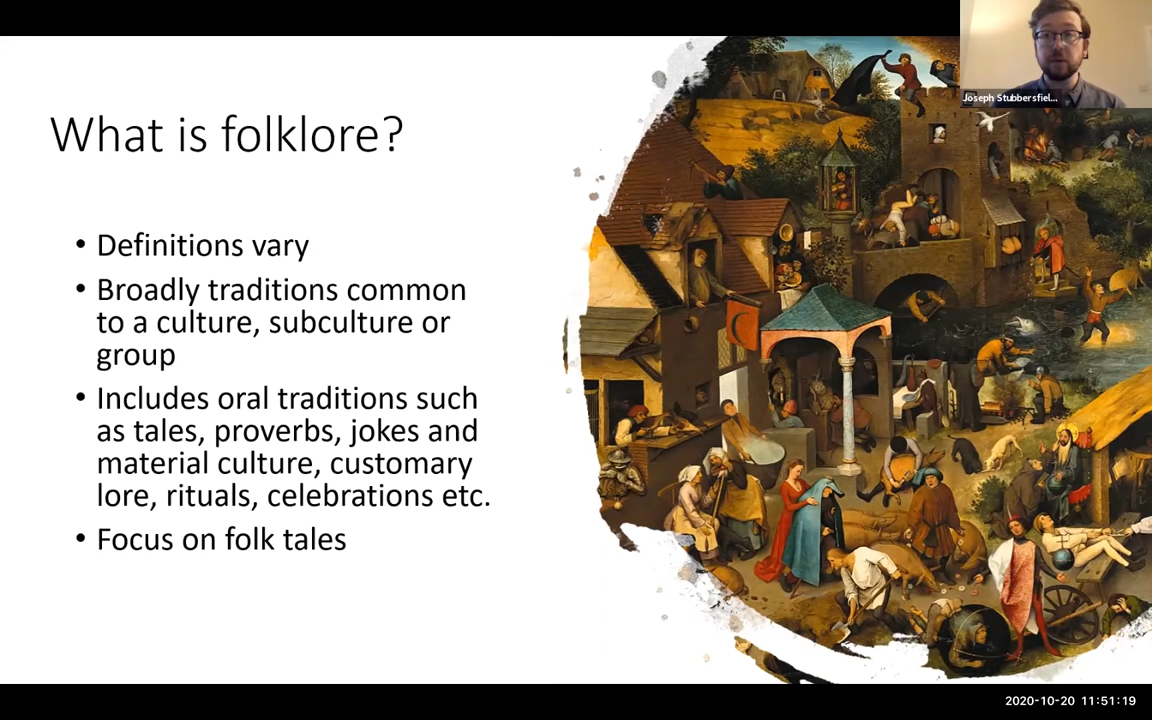 Joseph Stubbersfiel...
What is folklore?
• Definitions vary
• Broadly traditions common
to a culture, subculture or
group
• Includes oral traditions such
as tales, proverbs, jokes and
material culture, customary
lore, rituals, celebrations etc.
• Focus on folk tales
2020-10-20 11:51:19